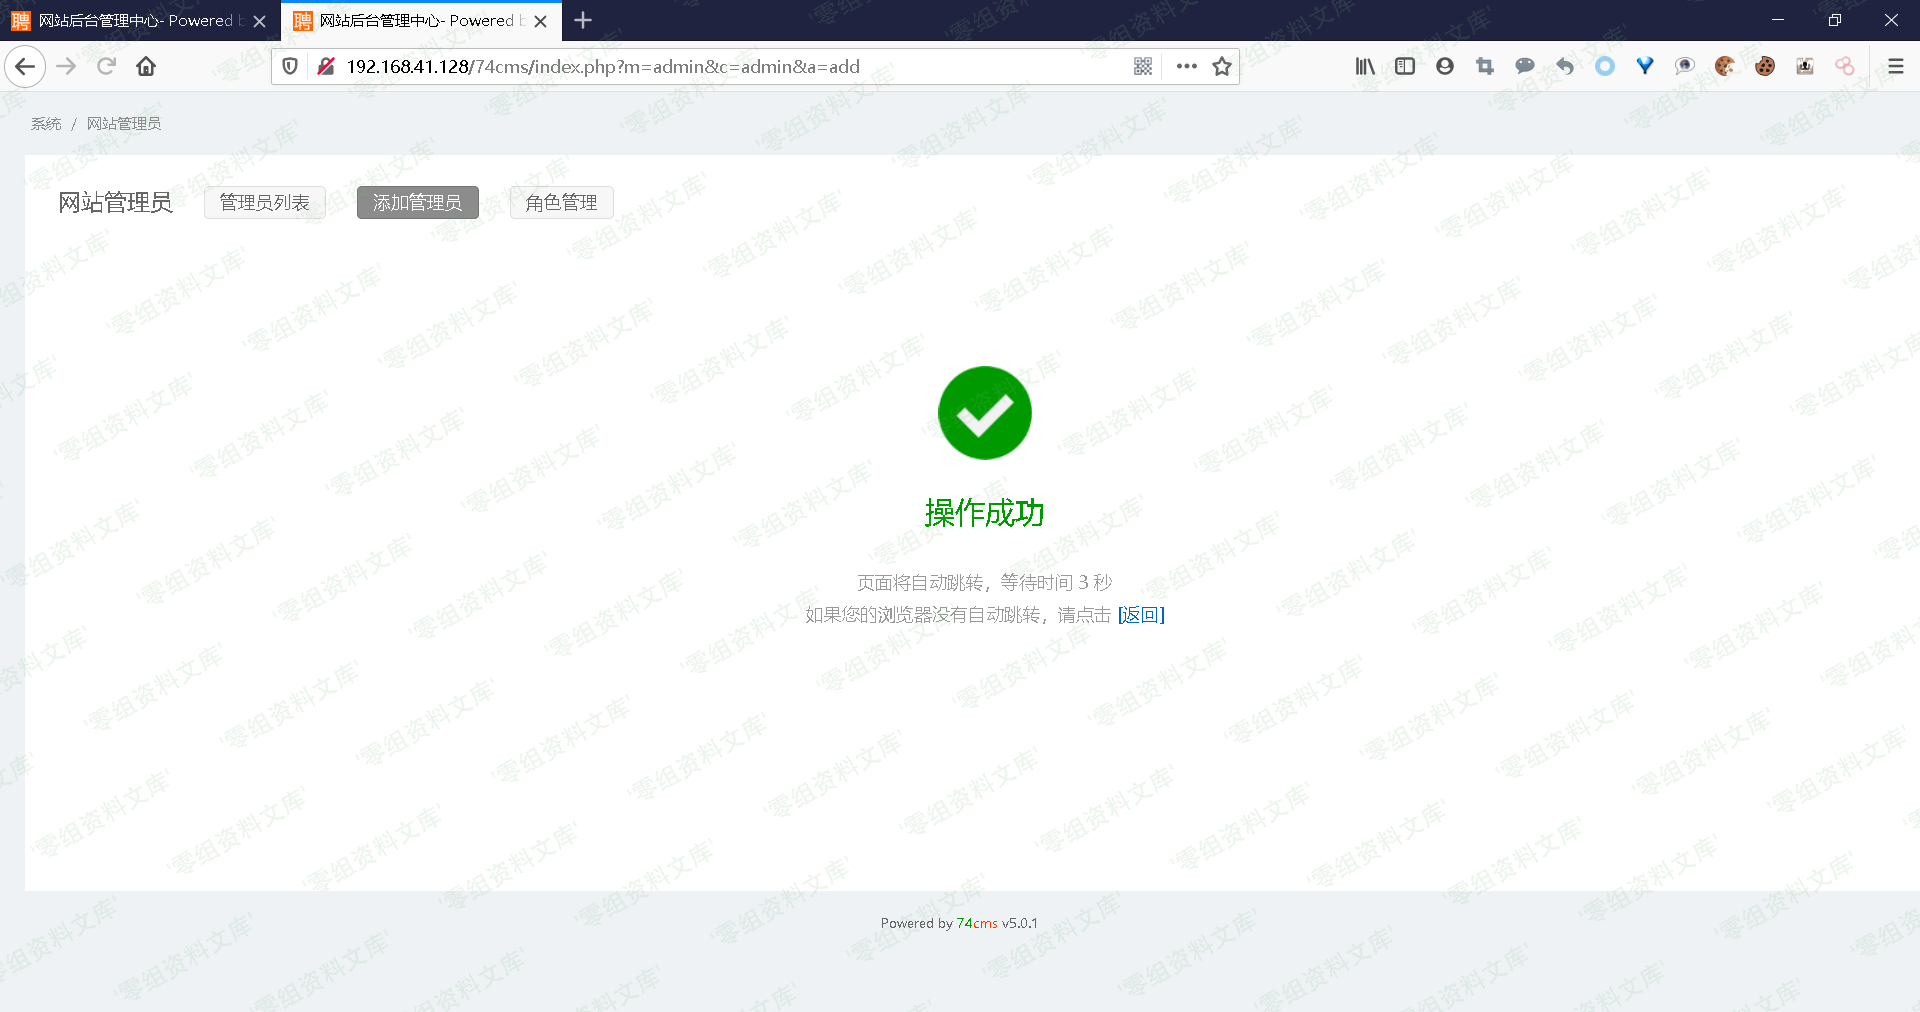 网站后台管理中心- Powered b
网站后台管理中心- Powered b
192.168.41.128/74cms/index.php?m=admin&c=admin&a=add
系统 / 网站管理员
网站管理员 管理员列表 添加管理员 角色管理
操作成功
页面将自动跳转，等待时间 3 秒
如果您的浏览器没有自动跳转，请点击 [返回]
Powered by 74cms v5.0.1
'零组资料文库'